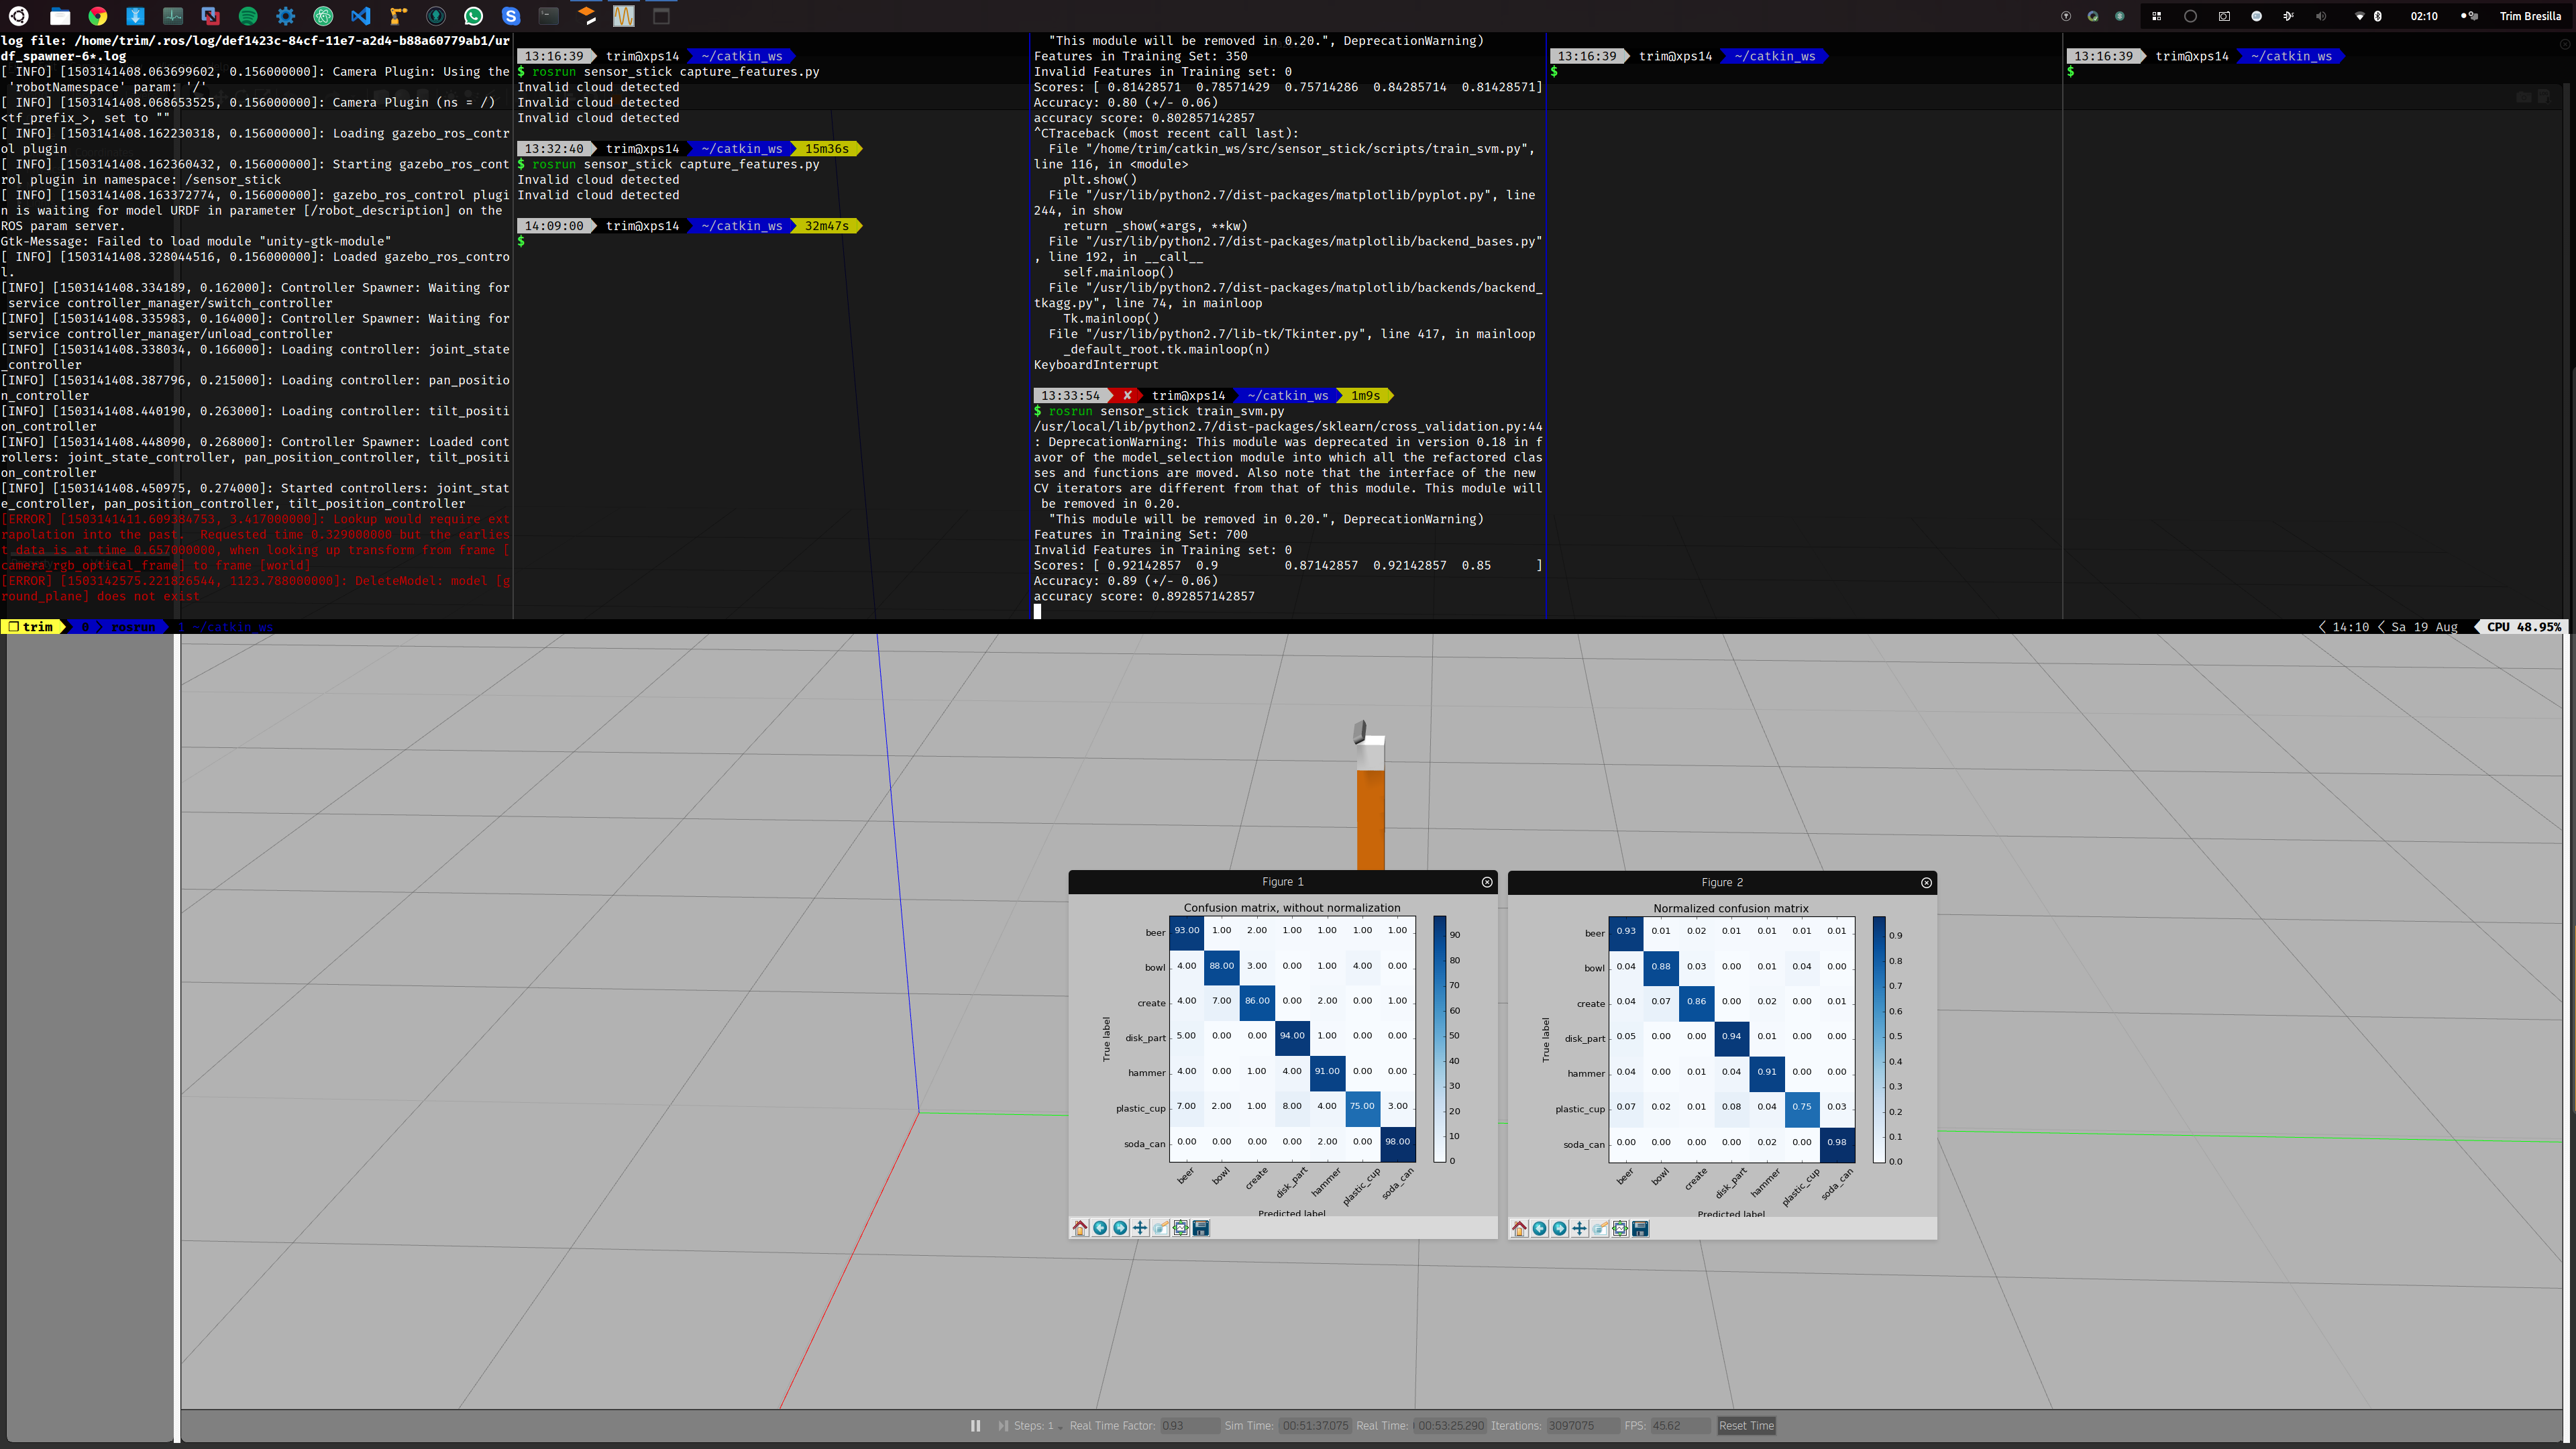 02:10
Trim Bresilla
log file: /home/trim/.ros/log/def1423c-84cf-11e7-a2d4-b88a60779ab1/ur
df_spawner-6*.log
[ INFO] [1503141408.063699602, 0.156000000]: Camera Plugin: Using the
 'robotNamespace' param: '/'
[ INFO] [1503141408.068653525, 0.156000000]: Camera Plugin (ns = /)
<tf_prefix_>, set to ""
[ INFO] [1503141408.162230318, 0.156000000]: Loading gazebo_ros_contr
ol plugin
[ INFO] [1503141408.162360432, 0.156000000]: Starting gazebo_ros_cont
rol plugin in namespace: /sensor_stick
[ INFO] [1503141408.163372774, 0.156000000]: gazebo_ros_control plugi
n is waiting for model URDF in parameter [/robot_description] on the
ROS param server.
Gtk-Message: Failed to load module "unity-gtk-module"
[ INFO] [1503141408.328044516, 0.156000000]: Loaded gazebo_ros_contro
l.
[INFO] [1503141408.334189, 0.162000]: Controller Spawner: Waiting for
 service controller_manager/switch_controller
[INFO] [1503141408.335983, 0.164000]: Controller Spawner: Waiting for
 service controller_manager/unload_controller
[INFO] [1503141408.338034, 0.166000]: Loading controller: joint_state
_controller
[INFO] [1503141408.387796, 0.215000]: Loading controller: pan_positio
n_controller
[INFO] [1503141408.440190, 0.263000]: Loading controller: tilt_positi
on_controller
[INFO] [1503141408.448090, 0.268000]: Controller Spawner: Loaded cont
rollers: joint_state_controller, pan_position_controller, tilt_positi
on_controller
[INFO] [1503141408.450975, 0.274000]: Started controllers: joint_stat
e_controller, pan_position_controller, tilt_position_controller
[ERROR] [1503141411.609384753, 3.417000000]: Lookup would require ext
rapolation into the past.  Requested time 0.329000000 but the earlies
t data is at time 0.657000000, when looking up transform from frame [
camera_rgb_optical_frame] to frame [world]
[ERROR] [1503142575.221826544, 1123.788000000]: DeleteModel: model [g
round_plane] does not exist
13:16:39 trim@xps14 ~/catkin_ws
$ rosrun sensor_stick capture_features.py
Invalid cloud detected
Invalid cloud detected
Invalid cloud detected
13:32:40 trim@xps14 ~/catkin_ws 15m36s
$ rosrun sensor_stick capture_features.py
Invalid cloud detected
Invalid cloud detected
14:09:00 trim@xps14 ~/catkin_ws 32m47s
$
"This module will be removed in 0.20.", DeprecationWarning)
Features in Training Set: 350
Invalid Features in Training set: 0
Scores: [ 0.81428571  0.78571429  0.75714286  0.84285714  0.81428571]
Accuracy: 0.80 (+/- 0.06)
accuracy score: 0.802857142857
^CTraceback (most recent call last):
File "/home/trim/catkin_ws/src/sensor_stick/scripts/train_svm.py",
line 116, in <module>
plt.show()
File "/usr/lib/python2.7/dist-packages/matplotlib/pyplot.py", line
244, in show
return _show(*args, **kw)
File "/usr/lib/python2.7/dist-packages/matplotlib/backend_bases.py"
, line 192, in __call__
self.mainloop()
File "/usr/lib/python2.7/dist-packages/matplotlib/backends/backend_
tkagg.py", line 74, in mainloop
Tk.mainloop()
File "/usr/lib/python2.7/lib-tk/Tkinter.py", line 417, in mainloop
_default_root.tk.mainloop(n)
KeyboardInterrupt
13:33:54 ✘ trim@xps14 ~/catkin_ws 1m9s
$ rosrun sensor_stick train_svm.py
/usr/local/lib/python2.7/dist-packages/sklearn/cross_validation.py:44
: DeprecationWarning: This module was deprecated in version 0.18 in f
avor of the model_selection module into which all the refactored clas
ses and functions are moved. Also note that the interface of the new
CV iterators are different from that of this module. This module will
 be removed in 0.20.
"This module will be removed in 0.20.", DeprecationWarning)
Features in Training Set: 700
Invalid Features in Training set: 0
Scores: [ 0.92142857  0.9         0.87142857  0.92142857  0.85      ]
Accuracy: 0.89 (+/- 0.06)
accuracy score: 0.892857142857
13:16:39 trim@xps14 ~/catkin_ws
$
13:16:39 trim@xps14 ~/catkin_ws
$
❐ trim 0 rosrun 1 ~/catkin_ws
14:10 Sa 19 Aug CPU 48.95%
Figure 1
Confusion matrix, without normalization
beer 93.00 1.00 2.00 1.00 1.00 1.00 1.00
bowl 4.00 88.00 3.00 0.00 1.00 4.00 0.00
create 4.00 7.00 86.00 0.00 2.00 0.00 1.00
disk_part 5.00 0.00 0.00 94.00 1.00 0.00 0.00
hammer 4.00 0.00 1.00 4.00 91.00 0.00 0.00
plastic_cup 7.00 2.00 1.00 8.00 4.00 75.00 3.00
soda_can 0.00 0.00 0.00 0.00 2.00 0.00 98.00
True label
beer bowl create disk_part hammer plastic_cup soda_can
Predicted label
90
80
70
60
50
40
30
20
10
0
Figure 2
Normalized confusion matrix
beer 0.93 0.01 0.02 0.01 0.01 0.01 0.01
bowl 0.04 0.88 0.03 0.00 0.01 0.04 0.00
create 0.04 0.07 0.86 0.00 0.02 0.00 0.01
disk_part 0.05 0.00 0.00 0.94 0.01 0.00 0.00
hammer 0.04 0.00 0.01 0.04 0.91 0.00 0.00
plastic_cup 0.07 0.02 0.01 0.08 0.04 0.75 0.03
soda_can 0.00 0.00 0.00 0.00 0.02 0.00 0.98
True label
beer bowl create disk_part hammer plastic_cup soda_can
Predicted label
0.9
0.8
0.7
0.6
0.5
0.4
0.3
0.2
0.1
0.0
Steps: 1 Real Time Factor: 0.93 Sim Time: 00:51:37.075 Real Time: 00:53:25.290 Iterations: 3097075 FPS: 45.62 Reset Time